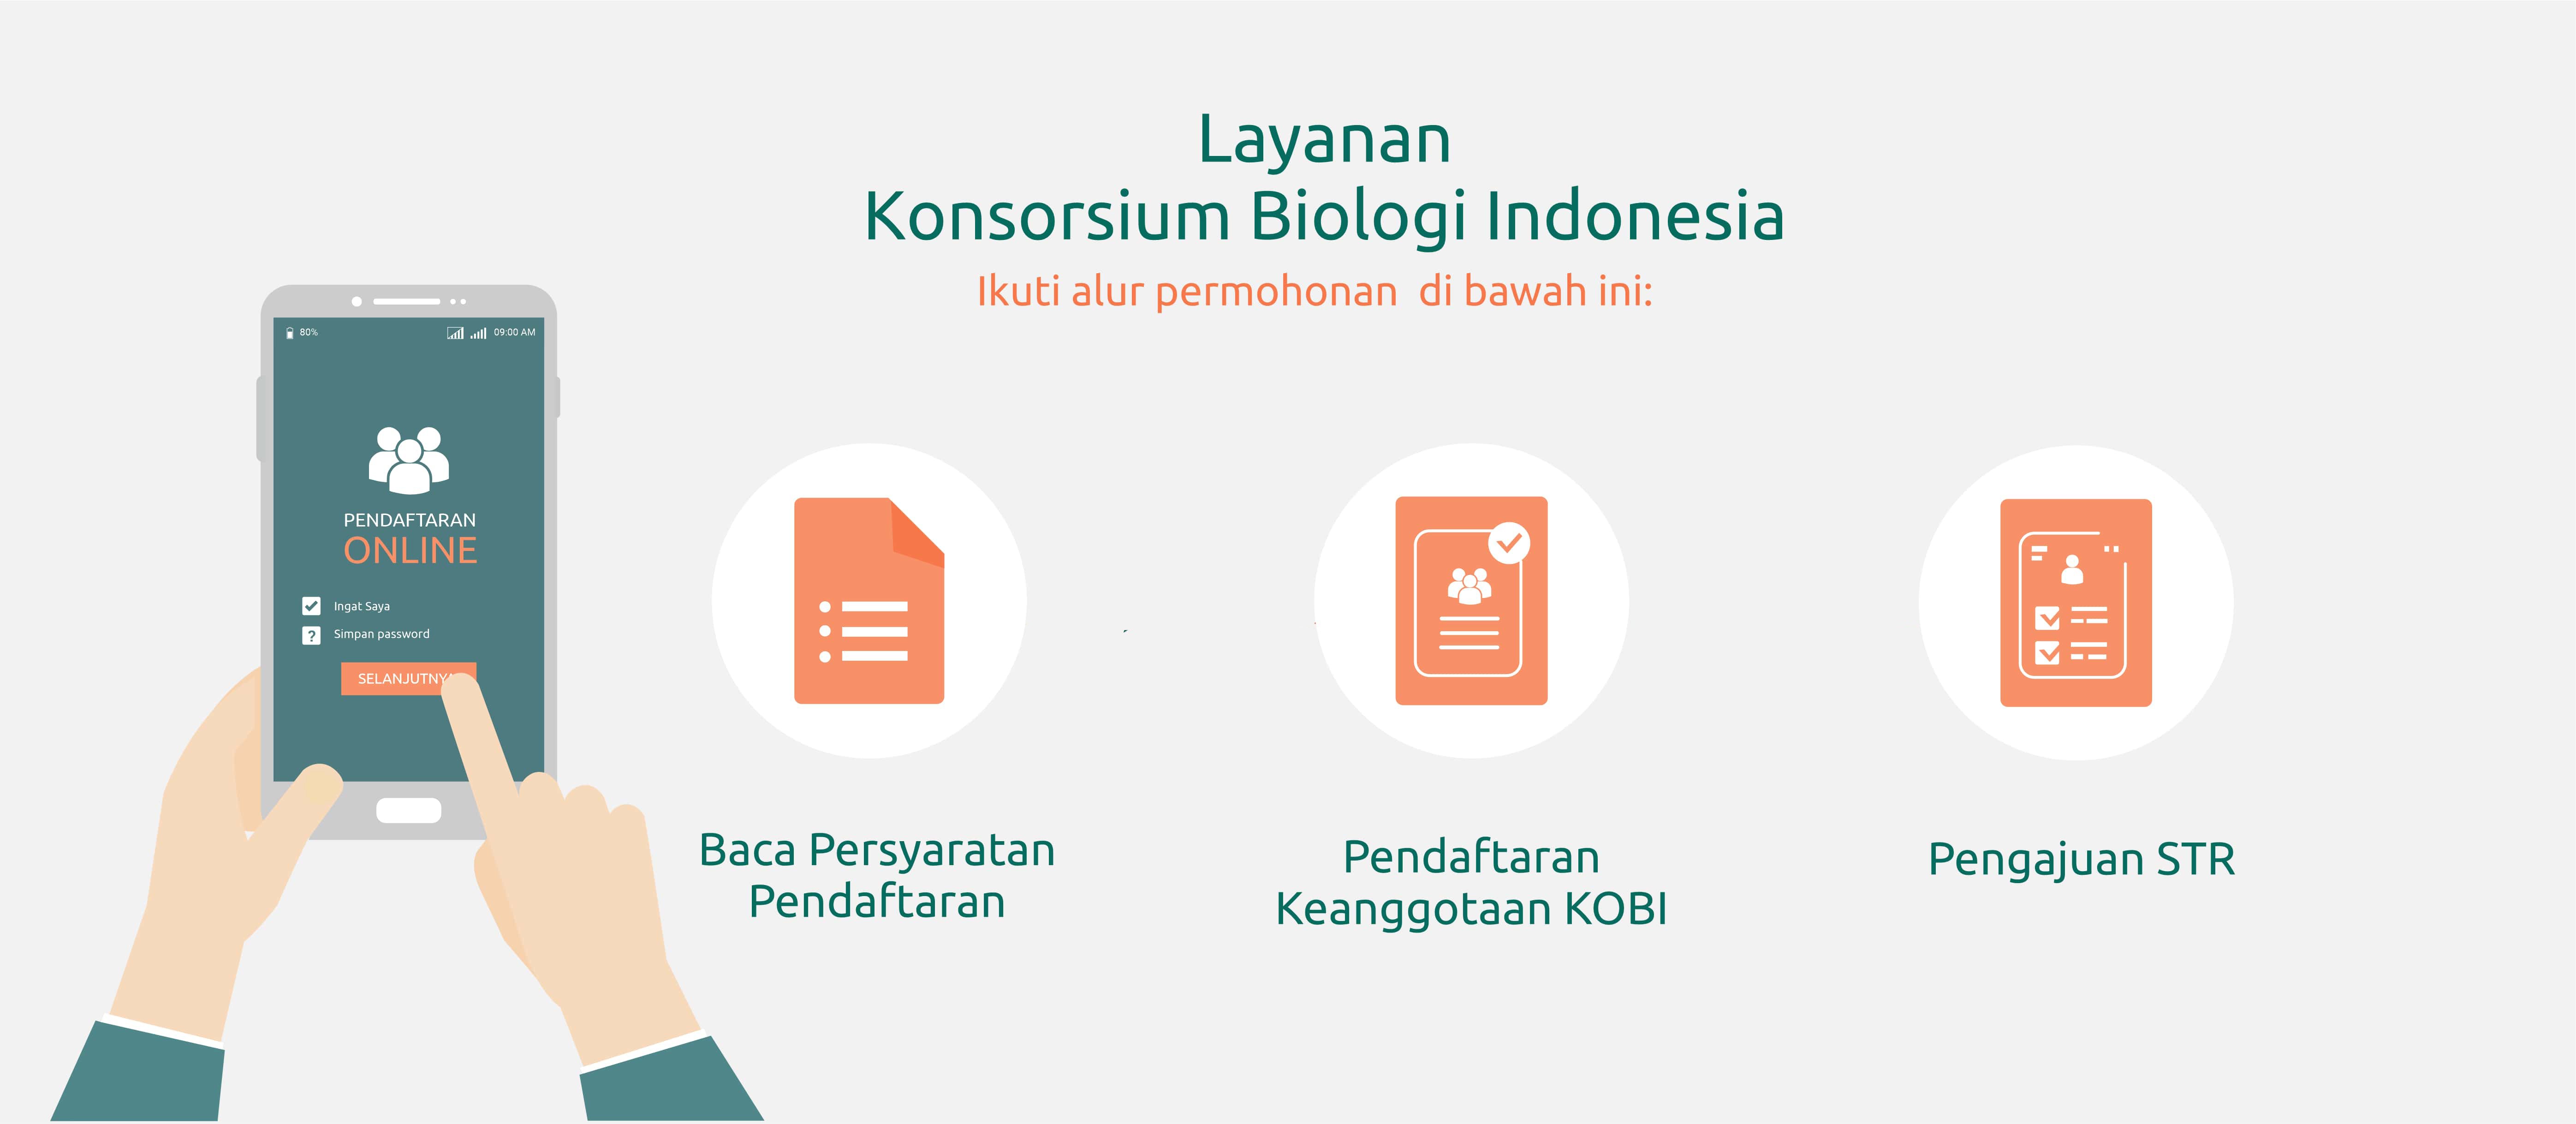 Layanan
Konsorsium Biologi Indonesia
Ikuti alur permohonan di bawah ini:
80%
09:00 AM
PENDAFTARAN
ONLINE
Ingat Saya
? Simpan password
SELANJUTNY
Baca Persyaratan
Pendaftaran
Pendaftaran
Keanggotaan KOBI
Pengajuan STR